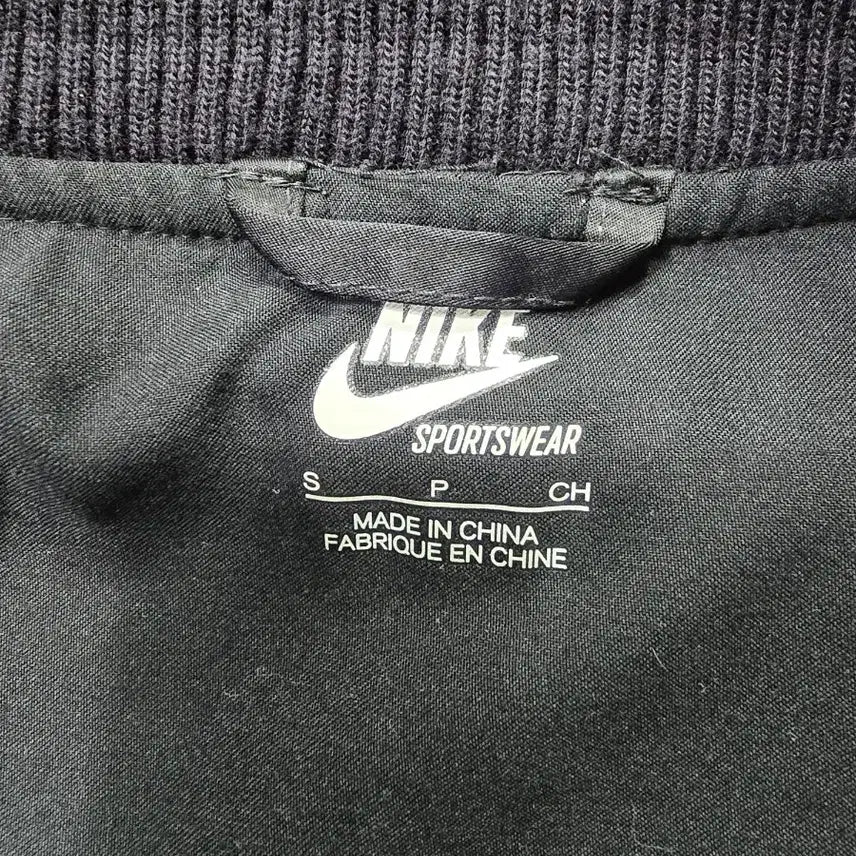 NIKE
SPORTSWEAR
S P CH
MADE IN CHINA
FABRIQUE EN CHINE